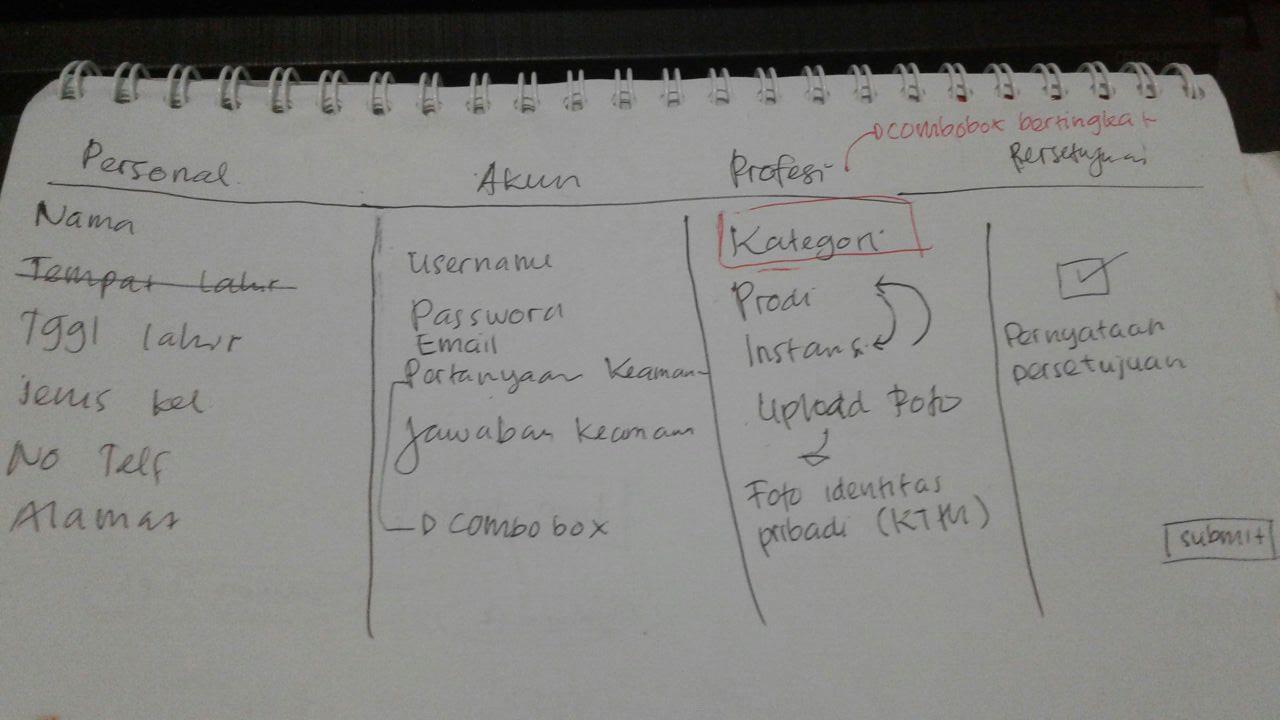 Personal
Nama
Tempat lahir
Tggl lahir
jenis kel
No Telf
Alamat
Akun
Username
Password
Email
Pertanyaan Keaman
Jawaban Keaman
combobox
Profesi
combobox bertingkat
Kategori
Prodi
Instansi
Upload Foto
Foto identitas
pribadi (KTM)
Persetujuan
Pernyataan
persetujuan
submit